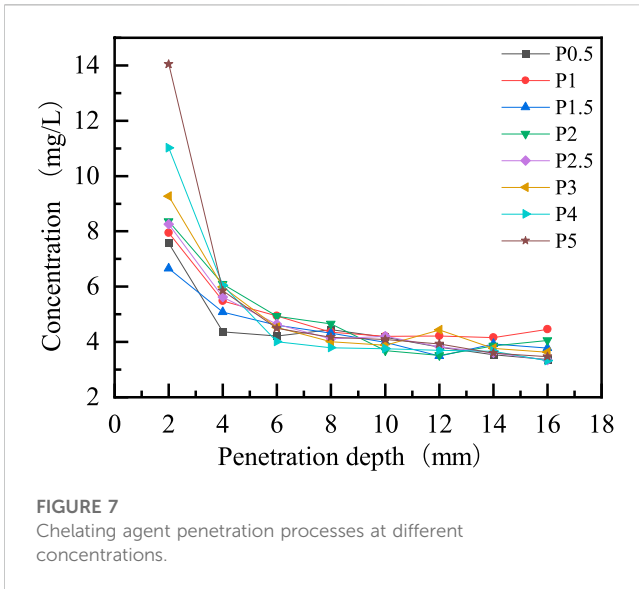 14
12
10
8
6
4
2
Concentration （mg/L）
P0.5
P1
P1.5
P2
P2.5
P3
P4
P5
0 2 4 6 8 10 12 14 16 18
Penetration depth（mm）
FIGURE 7
Chelating agent penetration processes at different
concentrations.